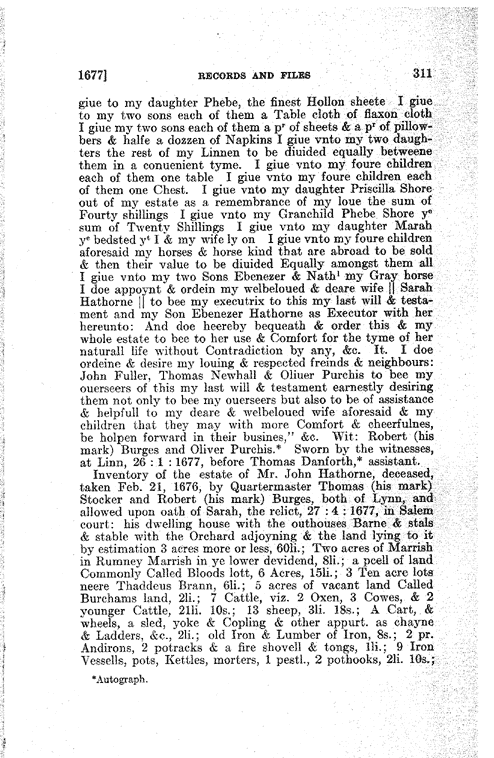 1677] RECORDS AND FILES 311
giue to my daughter Phebe, the finest Hollon sheete I giue
to my two sons each of them a Table cloth of flaxon cloth
I giue my two sons each of them a pʳ of sheets & a pʳ of pillow-
bers & halfe a dozzen of Napkins I giue vnto my two daugh-
ters the rest of my Linnen to be diuided equally betweene
them in a conuenient tyme. I giue vnto my foure children
each of them one table I giue vnto my foure children each
of them one Chest. I giue vnto my daughter Priscilla Shore
out of my estate as a remembrance of my loue the sum of
Fourty shillings I giue vnto my Granchild Phebe Shore yᵉ
sum of Twenty Shillings I giue vnto my daughter Marah
yᵉ bedsted yᵗ I & my wife ly on I giue vnto my foure children
aforesaid my horses & horse kind that are abroad to be sold
& then their value to be diuided Equally amongst them all
I giue vnto my two Sons Ebenezer & Nathˡ my Gray horse
I doe appoynt & ordein my welbeloued & deare wife || Sarah
Hathorne || to bee my executrix to this my last will & testa-
ment and my Son Ebenezer Hathorne as Executor with her
hereunto: And doe heereby bequeath & order this & my
whole estate to bee to her use & Comfort for the tyme of her
naturall life without Contradiction by any, &c. It. I doe
ordeine & desire my louing & respected freinds & neighbours:
John Fuller, Thomas Newhall & Oliuer Purchis to bee my
ouerseers of this my last will & testament earnestly desiring
them not only to bee my ouerseers but also to be of assistance
& helpfull to my deare & welbeloued wife aforesaid & my
children that they may with more Comfort & cheerfulnes,
be holpen forward in their busines," &c. Wit: Robert (his
mark) Burges and Oliver Purchis.* Sworn by the witnesses,
at Linn, 26 : 1 : 1677, before Thomas Danforth,* assistant.
Inventory of the estate of Mr. John Hathorne, deceased,
taken Feb. 21, 1676, by Quartermaster Thomas (his mark)
Stocker and Robert (his mark) Burges, both of Lynn, and
allowed upon oath of Sarah, the relict, 27 : 4 : 1677, in Salem
court: his dwelling house with the outhouses Barne & stals
& stable with the Orchard adjoyning & the land lying to it
by estimation 3 acres more or less, 60li.; Two acres of Marrish
in Rumney Marrish in ye lower devidend, 8li.; a pcell of land
Commonly Called Bloods lott, 6 Acres, 15li.; 3 Ten acre lots
neere Thaddeus Brann, 6li.; 5 acres of vacant land Called
Burchams land, 2li.; 7 Cattle, viz. 2 Oxen, 3 Cowes, & 2
younger Cattle, 21li. 10s.; 13 sheep, 3li. 18s.; A Cart, &
wheels, a sled, yoke & Copling & other appurt. as chayne
& Ladders, &c., 2li.; old Iron & Lumber of Iron, 8s.; 2 pr.
Andirons, 2 potracks & a fire shovell & tongs, 1li.; 9 Iron
Vessells, pots, Kettles, morters, 1 pestl., 2 pothooks, 2li. 10s.;
*Autograph.